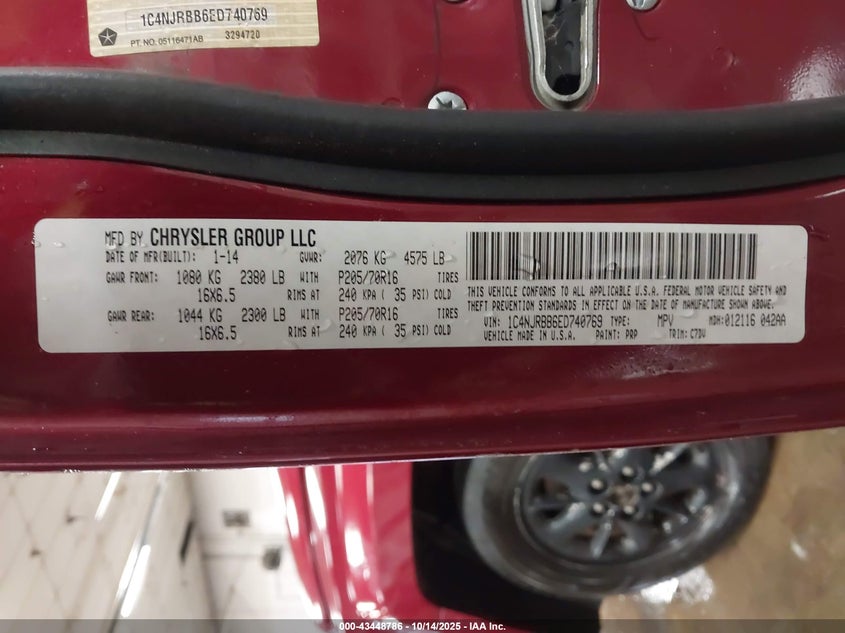 1C4NJRBB6ED740769
PT. NO. 05116471AB 3294720
MFD BY CHRYSLER GROUP LLC
DATE OF MFR(BUILT): 1-14 GVWR: 2076 KG 4575 LB
GAWR FRONT: 1080 KG 2380 LB WITH P205/70R16 TIRES
16X6.5 RIMS AT 240 KPA ( 35 PSI) COLD
GAWR REAR: 1044 KG 2300 LB WITH P205/70R16 TIRES
16X6.5 RIMS AT 240 KPA ( 35 PSI) COLD
THIS VEHICLE CONFORMS TO ALL APPLICABLE U.S.A. FEDERAL MOTOR VEHICLE SAFETY AND
THEFT PREVENTION STANDARDS IN EFFECT ON THE DATE OF MANUFACTURE SHOWN ABOVE.
VIN: 1C4NJRBB6ED740769 TYPE: MPV MDH:012116 042AA
VEHICLE MADE IN U.S.A. PAINT: PRP TRIM: C7DV
000-43448786 - 10/14/2025 - IAA Inc.